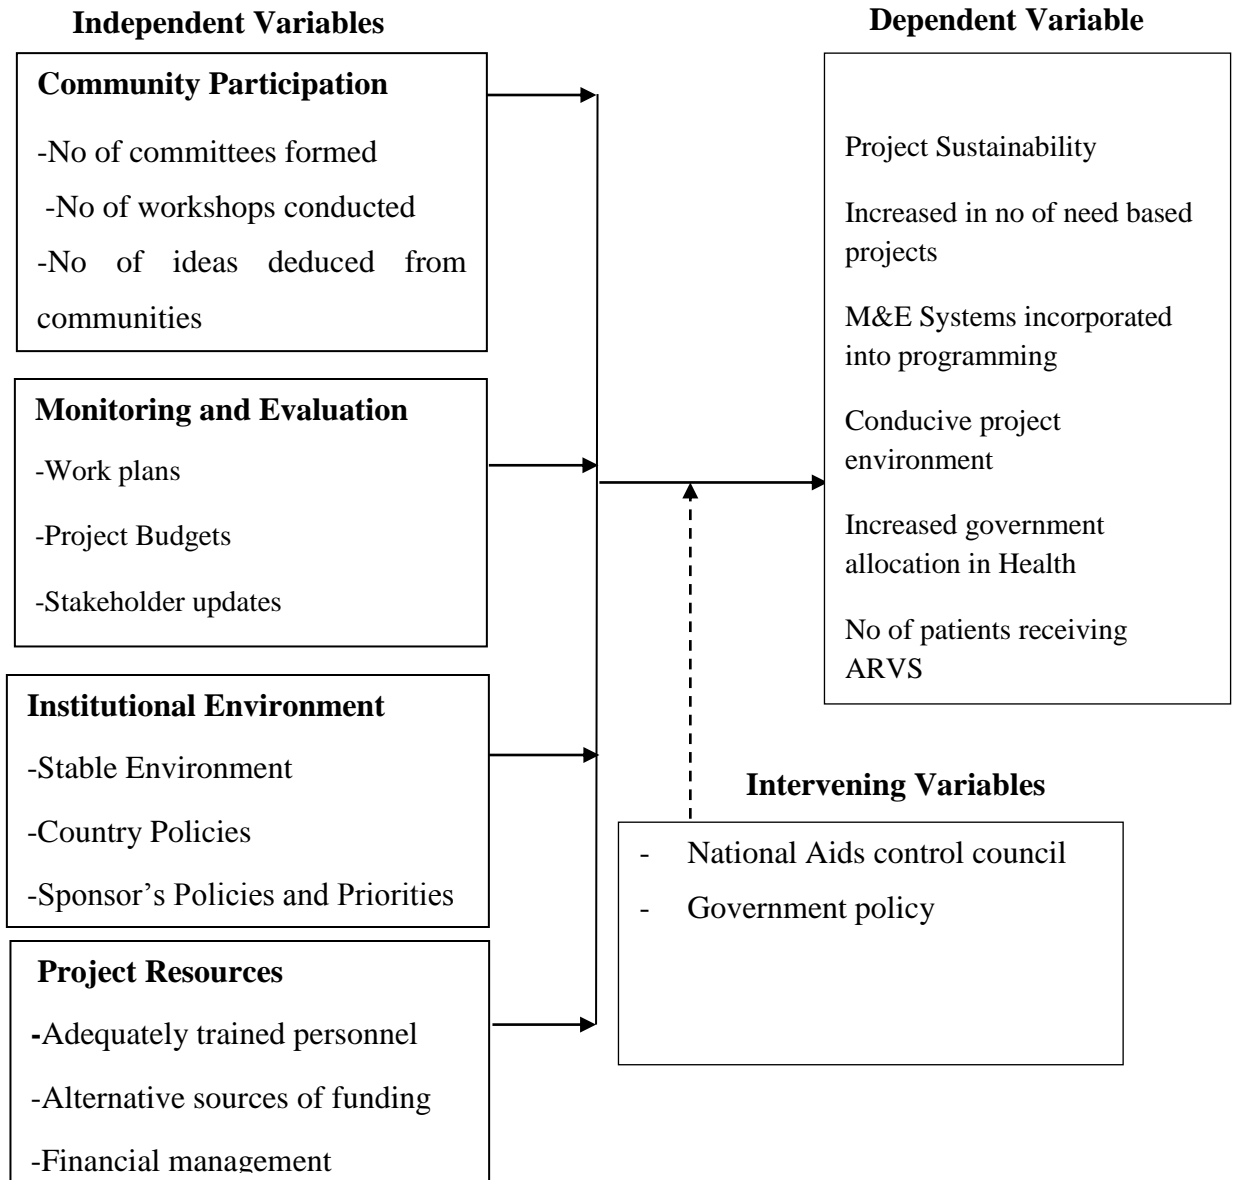 Independent Variables
Community Participation
-No of committees formed
-No of workshops conducted
-No of ideas deduced from
communities
Monitoring and Evaluation
-Work plans
-Project Budgets
-Stakeholder updates
Institutional Environment
-Stable Environment
-Country Policies
-Sponsor’s Policies and Priorities
Project Resources
-Adequately trained personnel
-Alternative sources of funding
-Financial management
Dependent Variable
Project Sustainability
Increased in no of need based
projects
M&E Systems incorporated
into programming
Conducive project
environment
Increased government
allocation in Health
No of patients receiving
ARVS
Intervening Variables
- National Aids control council
- Government policy